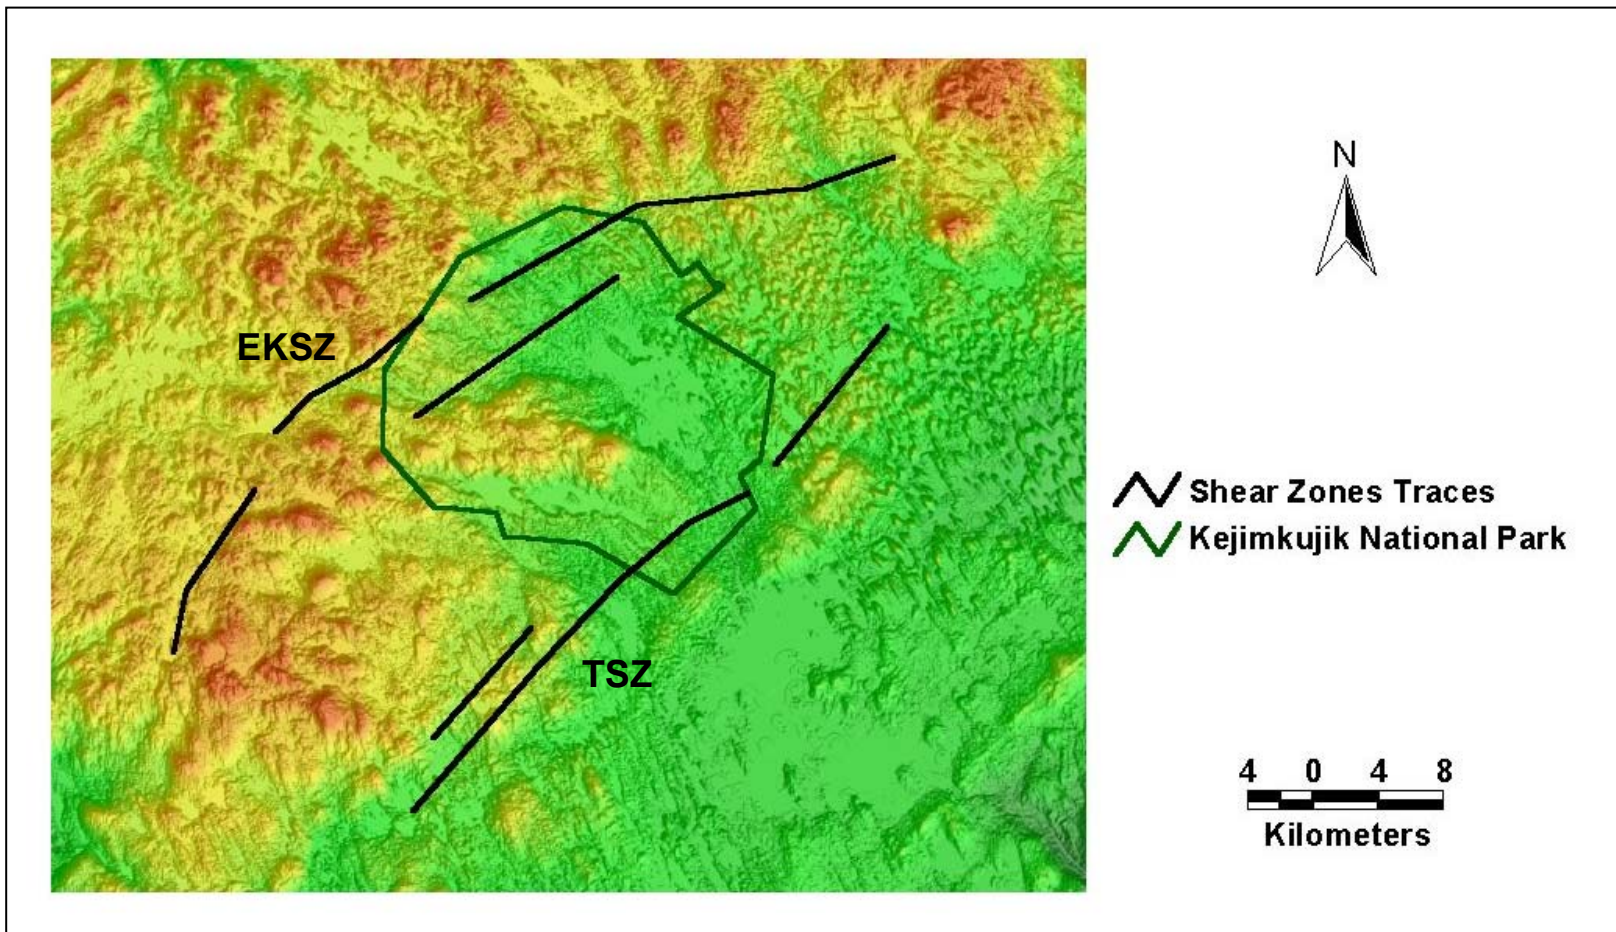 N
EKSZ
Shear Zones Traces
Kejimkujik National Park
TSZ
4 0 4 8
Kilometers